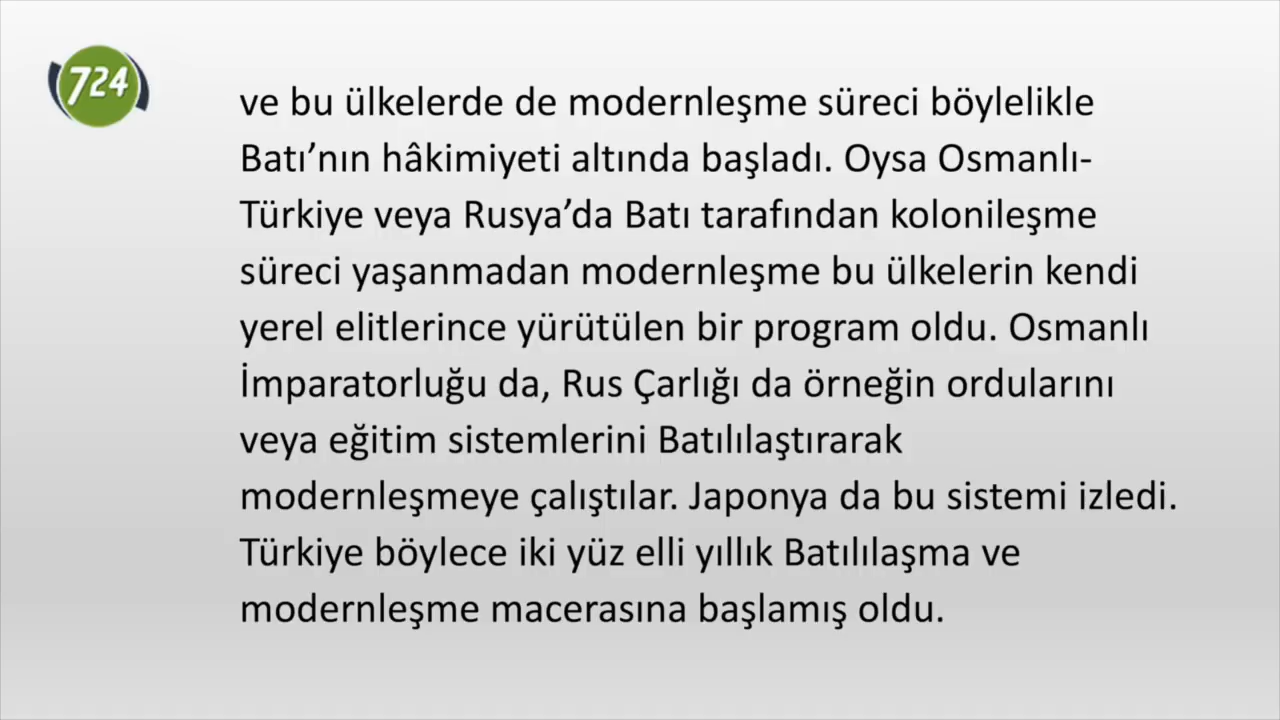 724
ve bu ülkelerde de modernleşme süreci böylelikle
Batı’nın hâkimiyeti altında başladı. Oysa Osmanlı-
Türkiye veya Rusya’da Batı tarafından kolonileşme
süreci yaşanmadan modernleşme bu ülkelerin kendi
yerel elitlerince yürütülen bir program oldu. Osmanlı
İmparatorluğu da, Rus Çarlığı da örneğin ordularını
veya eğitim sistemlerini Batılılaştırarak
modernleşmeye çalıştılar. Japonya da bu sistemi izledi.
Türkiye böylece iki yüz elli yıllık Batılılaşma ve
modernleşme macerasına başlamış oldu.